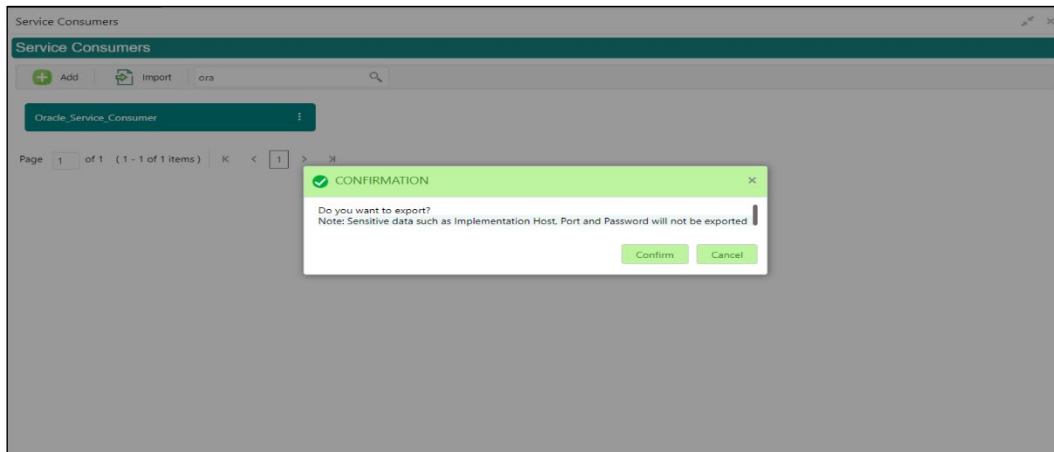 Service Consumers
Service Consumers
Add Import ora
Oracle_Service_Consumer
Page 1 of 1 (1 - 1 of 1 items) K < 1 > Ж
CONFIRMATION
Do you want to export?
Note: Sensitive data such as Implementation Host, Port and Password will not be exported
Confirm Cancel